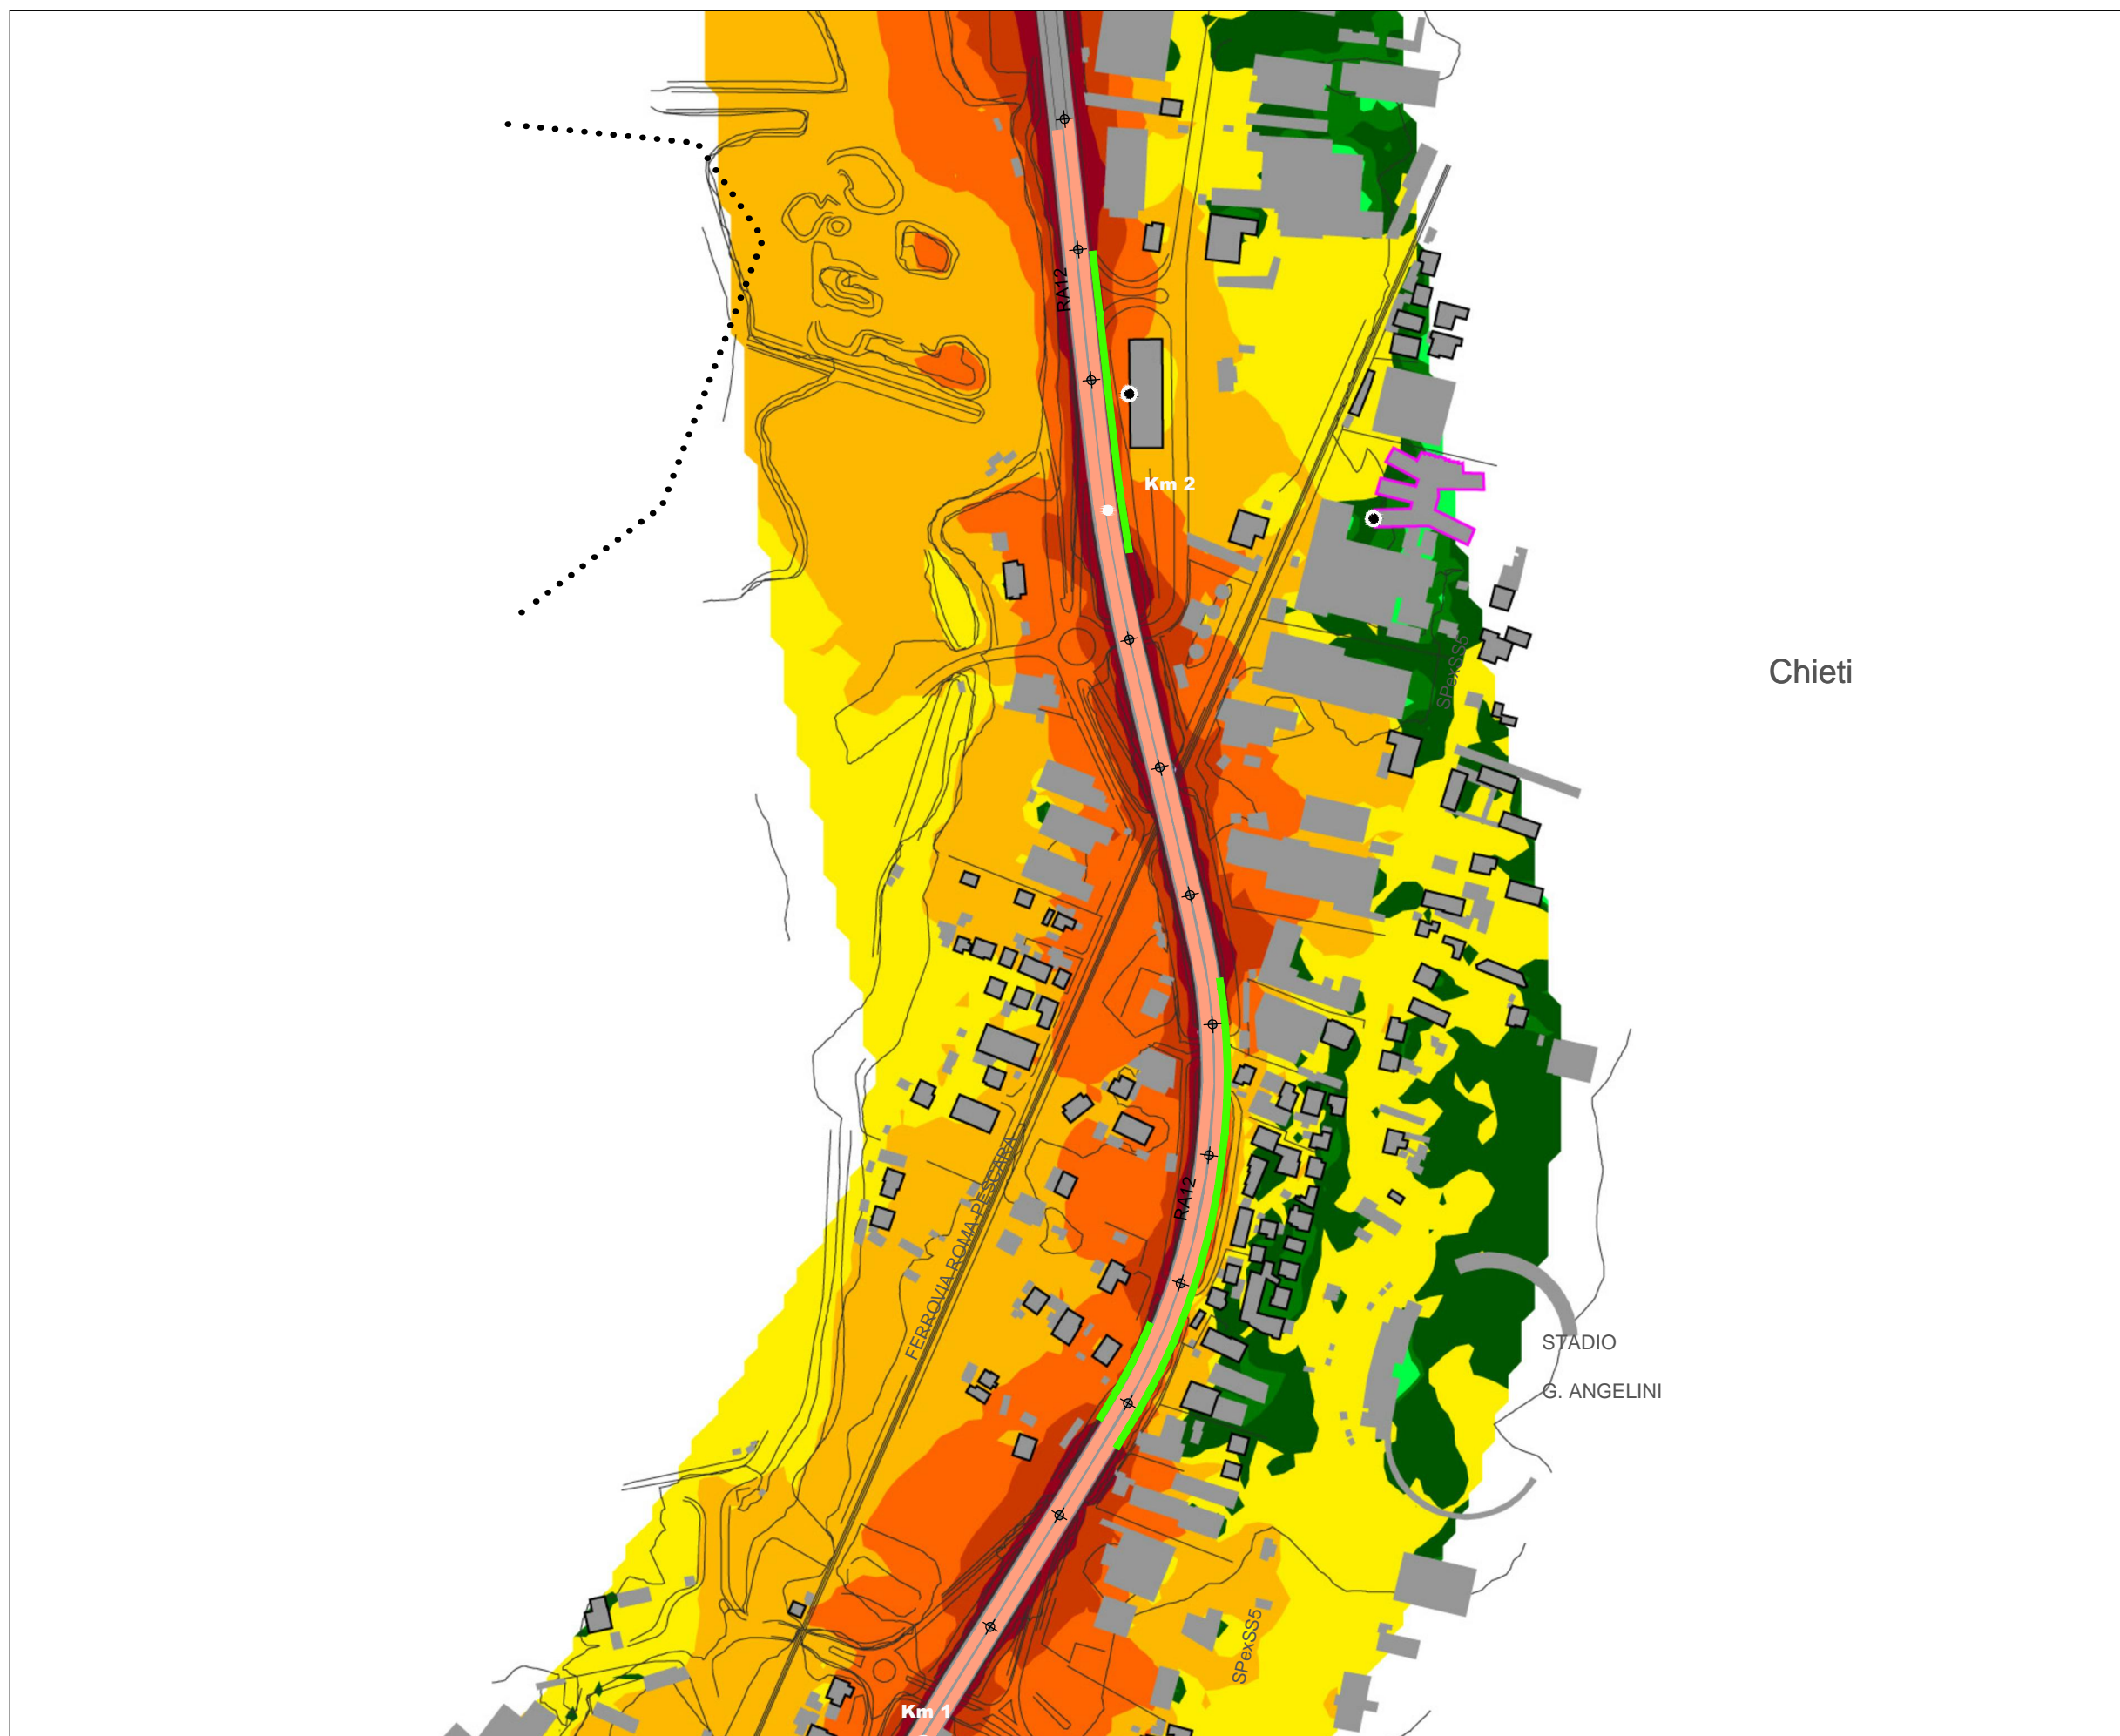 RA12
Km 2
SPexSS5
Chieti
FERROVIA ROMA-PESCARA
RA12
STADIO
G. ANGELINI
SPexSS5
Km 1